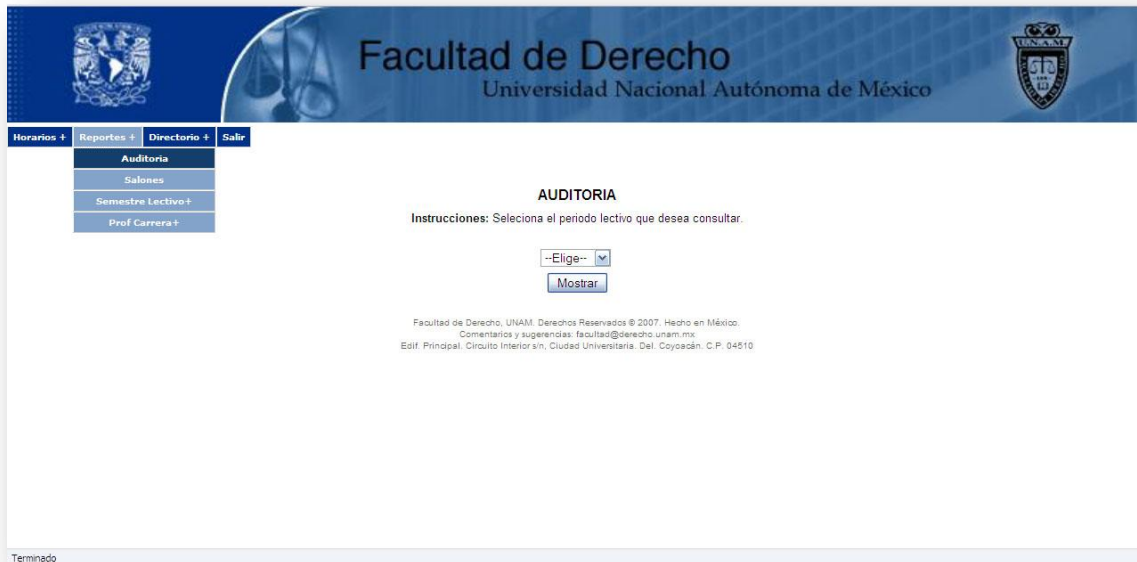 Facultad de Derecho
Universidad Nacional Autónoma de México
U.N.A.M
Horarios + Reportes + Directorio + Salir
Auditoria
Salones
Semestre Lectivo+
Prof Carrera+
AUDITORIA
Instrucciones: Seleciona el periodo lectivo que desea consultar.
--Elige--
Mostrar
Facultad de Derecho, UNAM. Derechos Reservados © 2007. Hecho en México.
Comentarios y sugerencias: facultad@derecho.unam.mx
Edif. Principal. Circuito Interior s/n, Ciudad Universitaria. Del. Coyoacán. C.P. 04510
Terminado